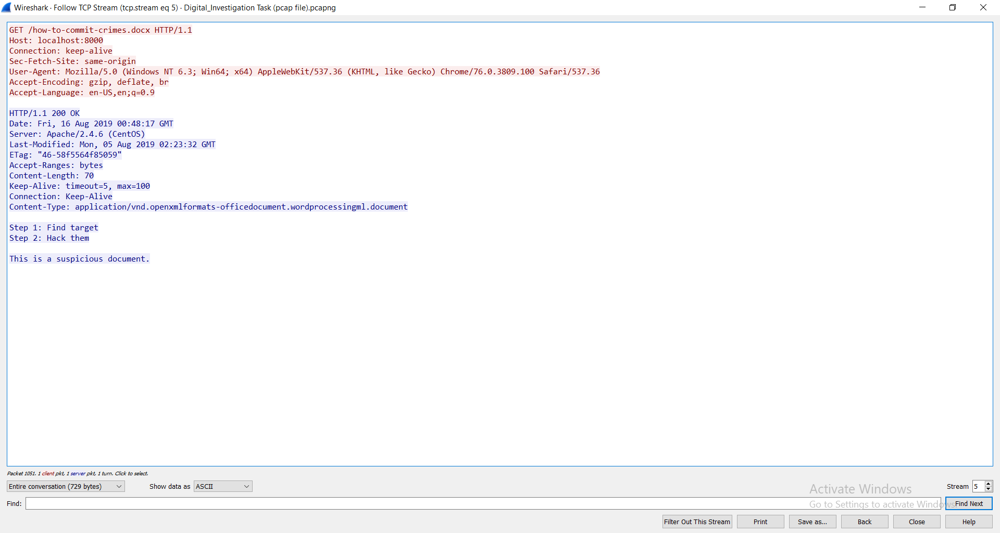 Wireshark · Follow TCP Stream (tcp.stream eq 5) · Digital_Investigation Task (pcap file).pcapng
GET /how-to-commit-crimes.docx HTTP/1.1
Host: localhost:8000
Connection: keep-alive
Sec-Fetch-Site: same-origin
User-Agent: Mozilla/5.0 (Windows NT 6.3; Win64; x64) AppleWebKit/537.36 (KHTML, like Gecko) Chrome/76.0.3809.100 Safari/537.36
Accept-Encoding: gzip, deflate, br
Accept-Language: en-US,en;q=0.9
HTTP/1.1 200 OK
Date: Fri, 16 Aug 2019 00:48:17 GMT
Server: Apache/2.4.6 (CentOS)
Last-Modified: Mon, 05 Aug 2019 02:23:32 GMT
ETag: "46-58f5564f85059"
Accept-Ranges: bytes
Content-Length: 70
Keep-Alive: timeout=5, max=100
Connection: Keep-Alive
Content-Type: application/vnd.openxmlformats-officedocument.wordprocessingml.document
Step 1: Find target
Step 2: Hack them
This is a suspicious document.
Packet 1051. 1 client pkt, 1 server pkt, 1 turn. Click to select.
Entire conversation (729 bytes) Show data as ASCII Stream 5
Activate Windows
Find: Find Next
Go to Settings to activate Windows.
Filter Out This Stream Print Save as... Back Close Help